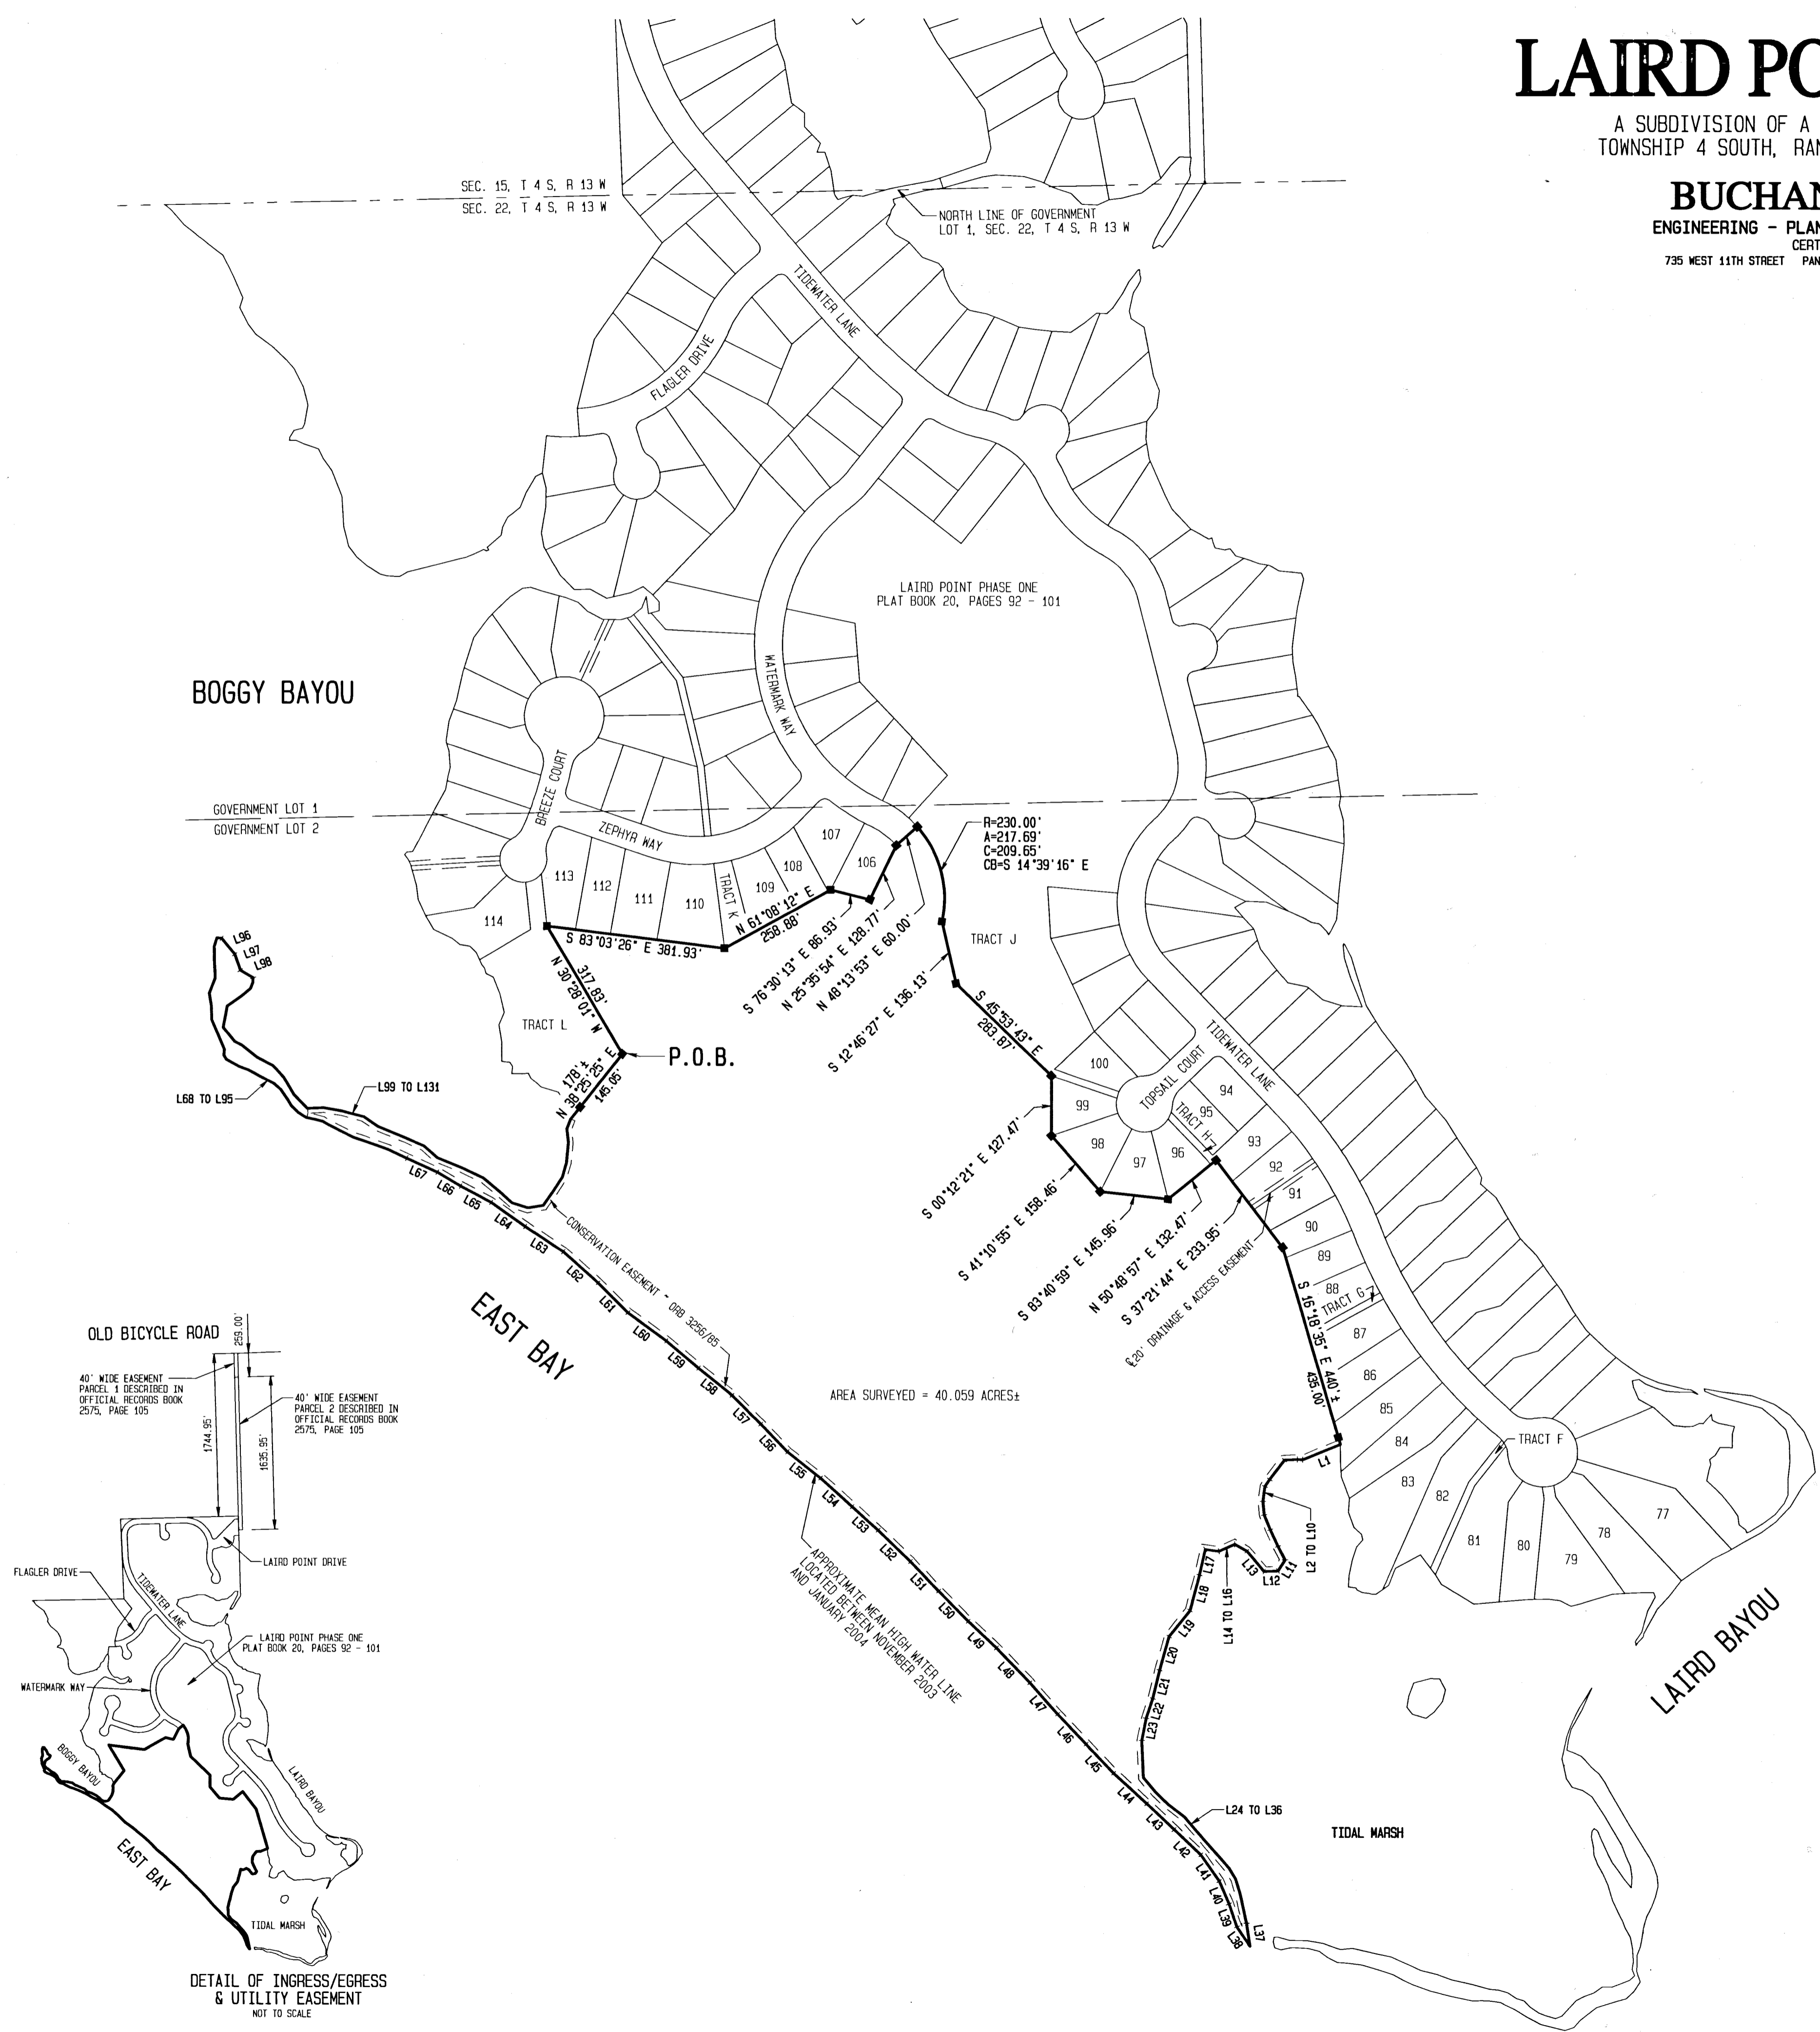 LAIRD PO
A SUBDIVISION OF A
TOWNSHIP 4 SOUTH, RAN
BUCHAN
ENGINEERING - PLAN
CERT
735 WEST 11TH STREET PAN
SEC. 15, T 4 S, R 13 W
SEC. 22, T 4 S, R 13 W
NORTH LINE OF GOVERNMENT
LOT 1, SEC. 22, T 4 S, R 13 W
TIDEWATER LANE
FLAGLER DRIVE
LAIRD POINT PHASE ONE
PLAT BOOK 20, PAGES 92 - 101
BOGGY BAYOU
WATERMARK WAY
BREEZE COURT
GOVERNMENT LOT 1
GOVERNMENT LOT 2
ZEPHYR WAY
R=230.00'
A=217.69'
C=209.65'
CB=S 14°39'16" E
107
106
108
109
TRACT K
110
111
112
113
114
S 83°03'26" E 381.93'
N 61°08'12" E
258.88'
S 76°30'13" E 86.93'
N 25°35'54" E 128.77'
N 48°13'53" E 60.00'
S 12°46'27" E 136.13'
TRACT J
S 45°53'43" E
283.87'
317.83'
N 30°28'01" W
TRACT L
P.O.B.
178'±
N 38°25'25" E
145.05'
L96
L97
L98
L68 TO L95
L99 TO L131
L67
L66
L65
L64
L63
L62
L61
L60
L59
L58
L57
L56
L55
L54
L53
L52
L51
L50
L49
L48
L47
L46
L45
L44
L43
L42
L41
L40
L39
L38
L37
CONSERVATION EASEMENT - ORB 3256/85
EAST BAY
AREA SURVEYED = 40.059 ACRES±
APPROXIMATE MEAN HIGH WATER LINE
LOCATED BETWEEN NOVEMBER 2003
AND JANUARY 2004
100
99
98
97
96
95
94
93
92
91
90
89
88
87
86
85
84
83
82
81
80
79
78
77
TOPSAIL COURT
TRACT H
TIDEWATER LANE
S 00°12'21" E 127.47'
S 41°10'55" E 158.46'
S 83°40'59" E 145.96'
N 50°48'57" E 132.47'
S 37°21'44" E 233.95'
℄20' DRAINAGE & ACCESS EASEMENT
S 16°18'35" E 440'±
435.00'
TRACT G
TRACT F
L1
L2 TO L10
L11
L12
L13
L14 TO L16
L17
L18
L19
L20
L21
L22
L23
L24 TO L36
TIDAL MARSH
LAIRD BAYOU
OLD BICYCLE ROAD
259.00'
40' WIDE EASEMENT
PARCEL 1 DESCRIBED IN
OFFICIAL RECORDS BOOK
2575, PAGE 105
40' WIDE EASEMENT
PARCEL 2 DESCRIBED IN
OFFICIAL RECORDS BOOK
2575, PAGE 105
1744.95'
1635.95'
LAIRD POINT DRIVE
FLAGLER DRIVE
TIDEWATER LANE
LAIRD POINT PHASE ONE
PLAT BOOK 20, PAGES 92 - 101
WATERMARK WAY
BOGGY BAYOU
LAIRD BAYOU
EAST BAY
TIDAL MARSH
DETAIL OF INGRESS/EGRESS
& UTILITY EASEMENT
NOT TO SCALE